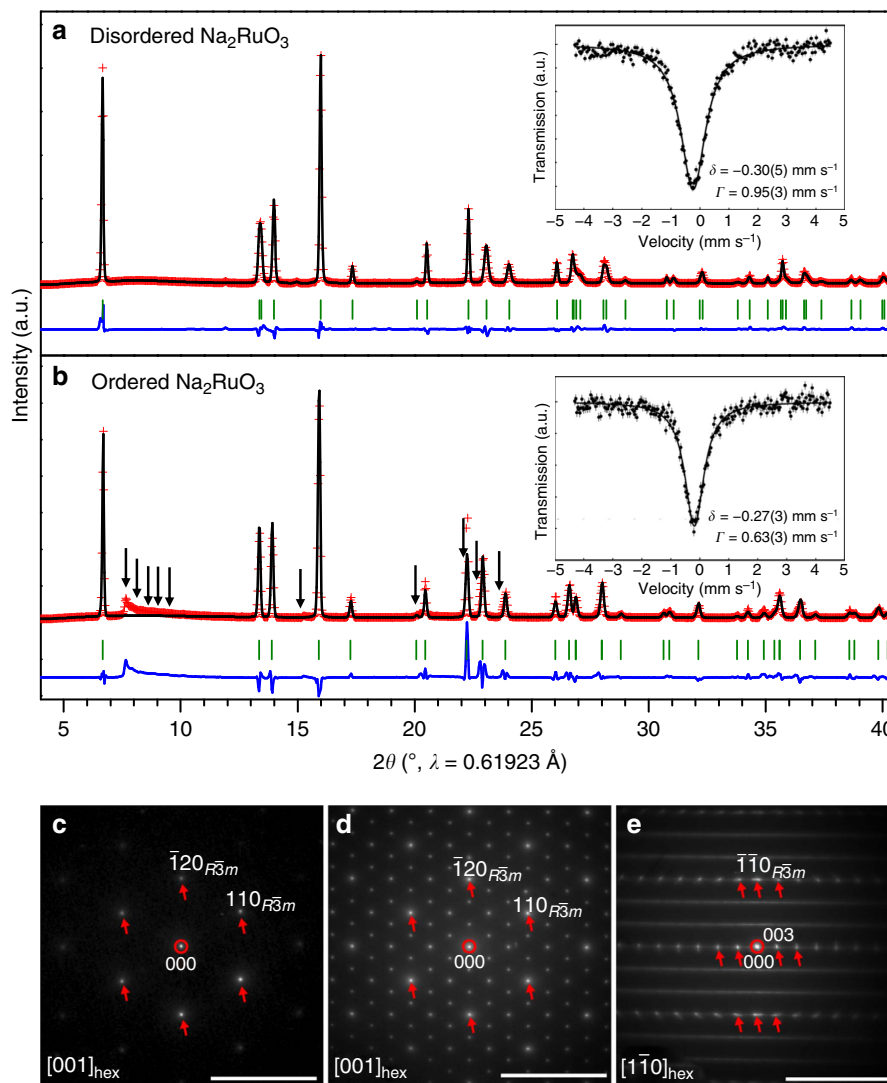 a Disordered Na₂RuO₃
Transmission (a.u.)
δ = −0.30(5) mm s⁻¹
Γ = 0.95(3) mm s⁻¹
−5 −4 −3 −2 −1 0 1 2 3 4 5
Velocity (mm s⁻¹)
Intensity (a.u.)
b Ordered Na₂RuO₃
Transmission (a.u.)
δ = −0.27(3) mm s⁻¹
Γ = 0.63(3) mm s⁻¹
−5 −4 −3 −2 −1 0 1 2 3 4 5
Velocity (mm s⁻¹)
5 10 15 20 25 30 35 40
2θ (°, λ = 0.61923 Å)
c
1̅20R3̅m
110R3̅m
000
[001]hex
d
1̅20R3̅m
110R3̅m
000
[001]hex
e
1̅1̅0R3̅m
003
000
[11̅0]hex